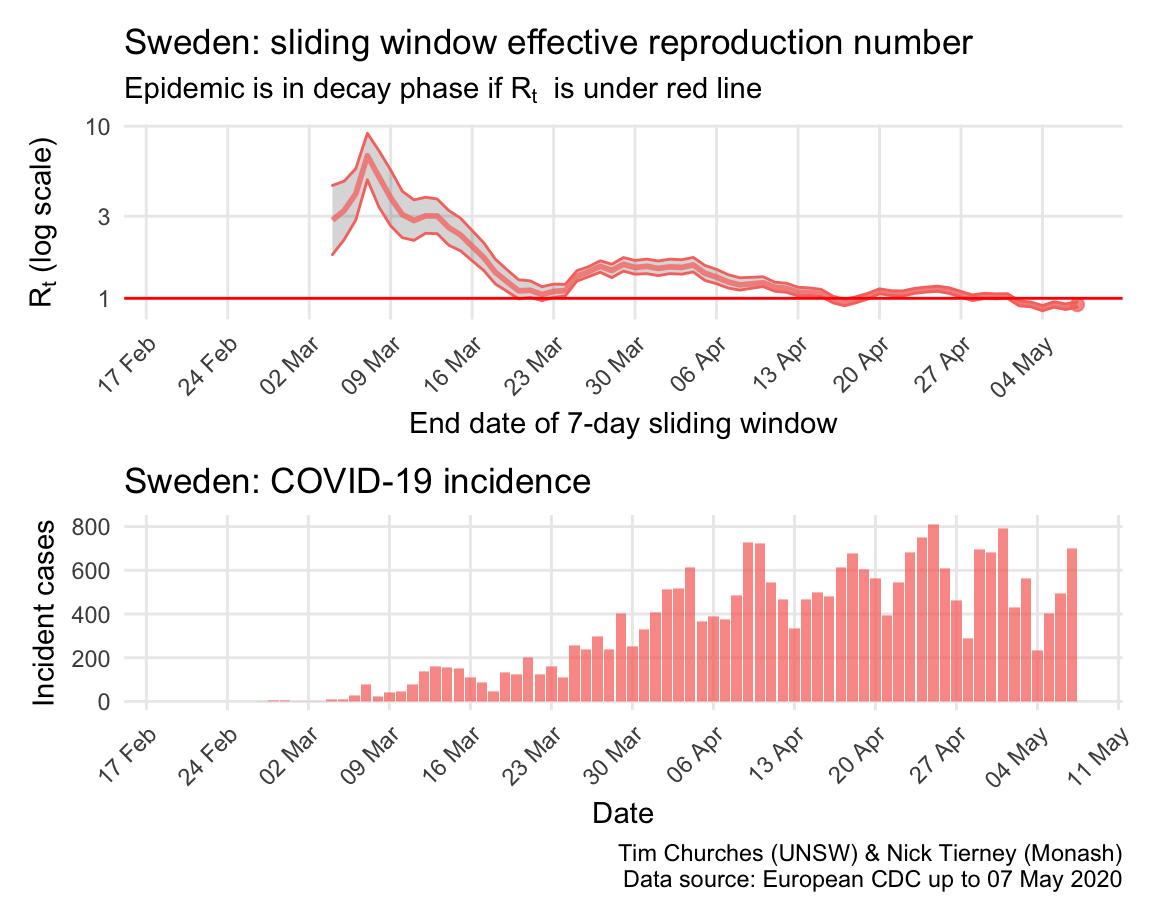 Sweden: sliding window effective reproduction number
Epidemic is in decay phase if Rt is under red line
Rt (log scale)
10
3
1
17 Feb
24 Feb
02 Mar
09 Mar
16 Mar
23 Mar
30 Mar
06 Apr
13 Apr
20 Apr
27 Apr
04 May
End date of 7-day sliding window
Sweden: COVID-19 incidence
Incident cases
800
600
400
200
0
17 Feb
24 Feb
02 Mar
09 Mar
16 Mar
23 Mar
30 Mar
06 Apr
13 Apr
20 Apr
27 Apr
04 May
11 May
Date
Tim Churches (UNSW) & Nick Tierney (Monash)
Data source: European CDC up to 07 May 2020